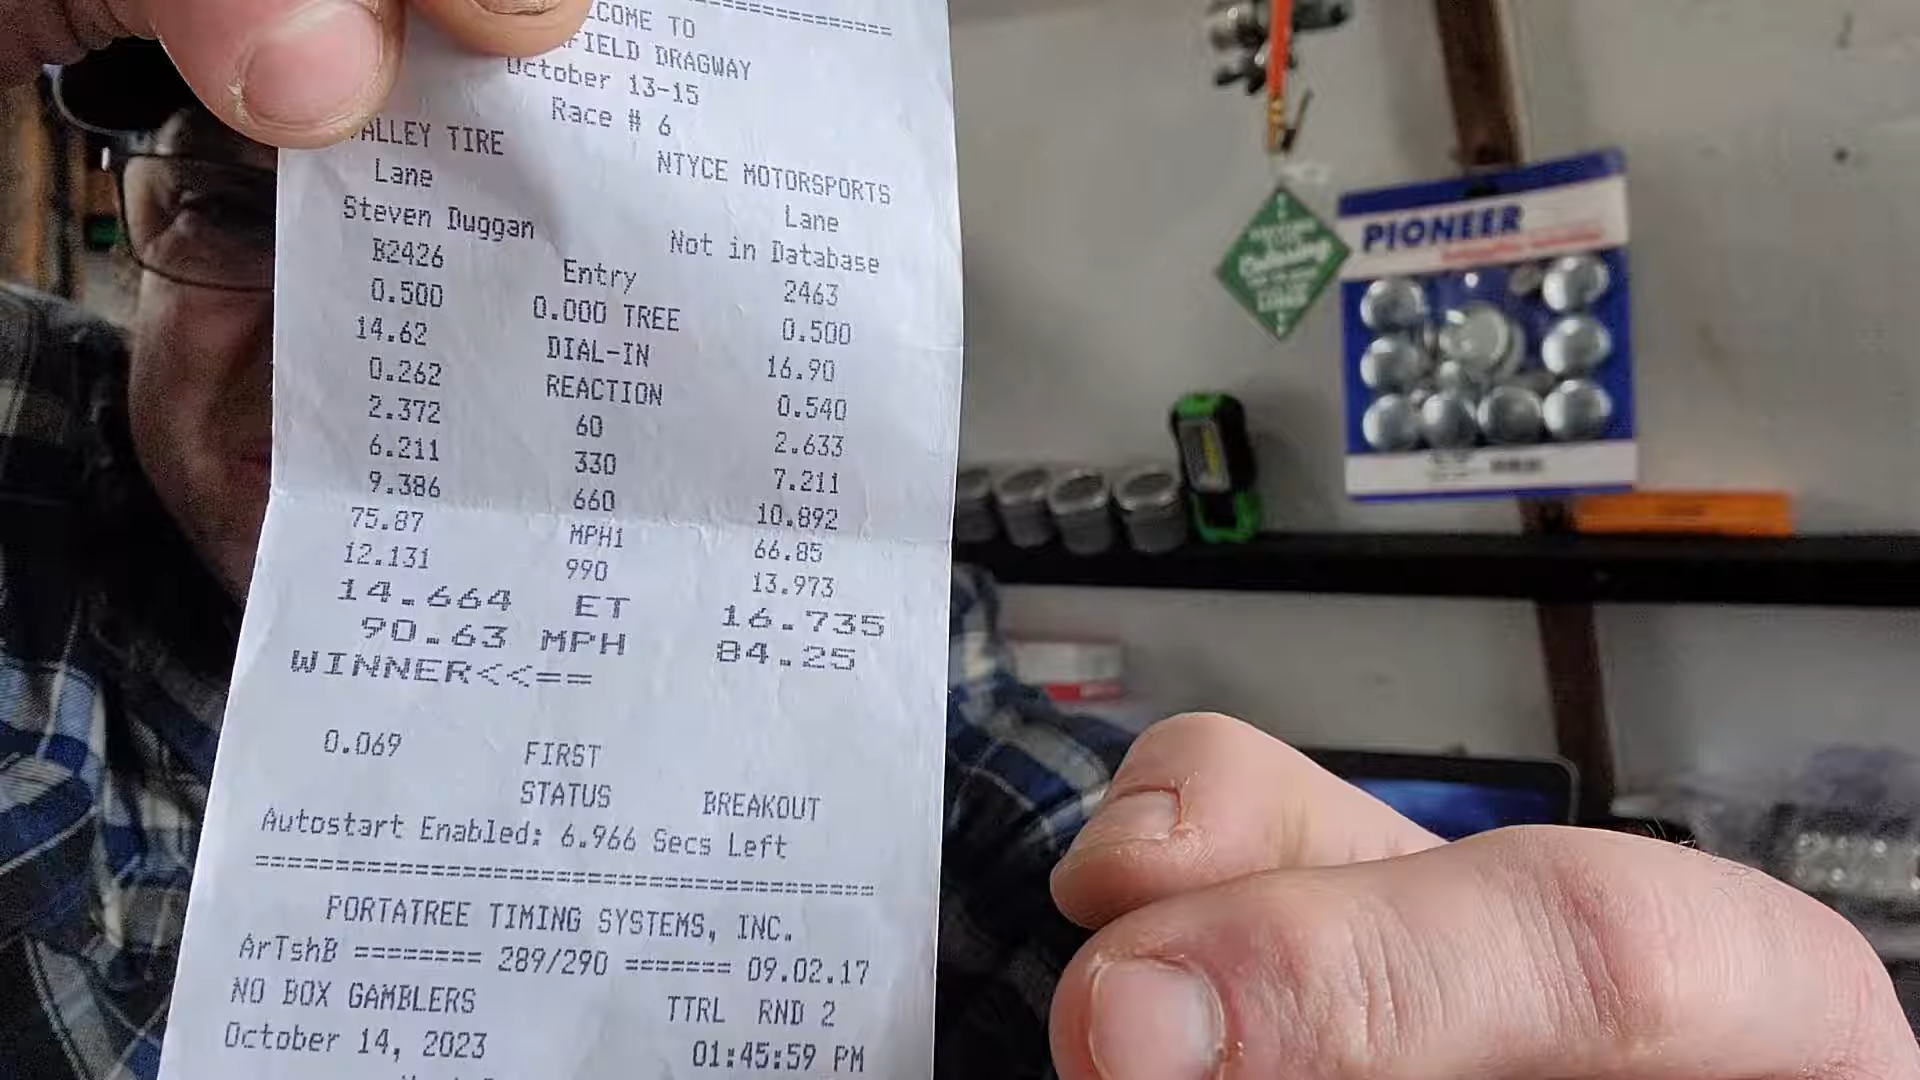 COME TO
FIELD DRAGWAY
October 13-15
Race # 6
ALLEY TIRE NTYCE MOTORSPORTS
Lane Lane
Steven Duggan Not in Database
B2426 Entry 2463
0.500 0.000 TREE 0.500
14.62 DIAL-IN 16.90
0.262 REACTION 0.540
2.372 60 2.633
6.211 330 7.211
9.386 660 10.892
75.87 MPH1 66.85
12.131 990 13.973
14.664 ET 16.735
90.63 MPH 84.25
WINNER<<==
0.069 FIRST
STATUS BREAKOUT
Autostart Enabled: 6.966 Secs Left
PORTATREE TIMING SYSTEMS, INC.
ArTshB ======== 289/290 ======= 09.02.17
NO BOX GAMBLERS TTRL RND 2
October 14, 2023 01:45:59 PM
PIONEER